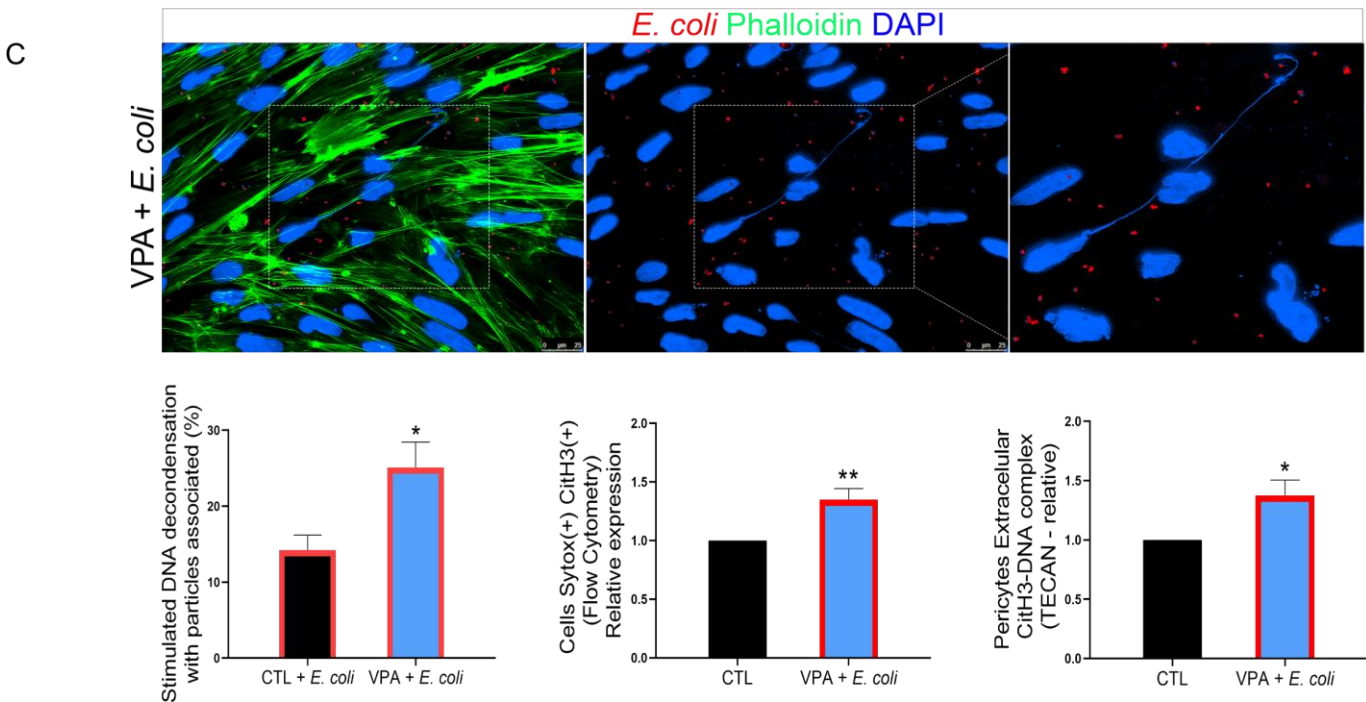 E. coli Phalloidin DAPI
C
VPA + E. coli
0 µm 25
0 µm 25
Stimulated DNA decondensation
with particles associated (%)
30
20
10
0
*
CTL + E. coli VPA + E. coli
Cells Sytox(+) CitH3(+)
(Flow Cytometry)
Relative expression
2.0
1.5
1.0
0.5
0.0
**
CTL VPA + E. coli
Pericytes Extracelular
CitH3-DNA complex
(TECAN - relative)
2.0
1.5
1.0
0.5
0.0
*
CTL VPA + E. coli